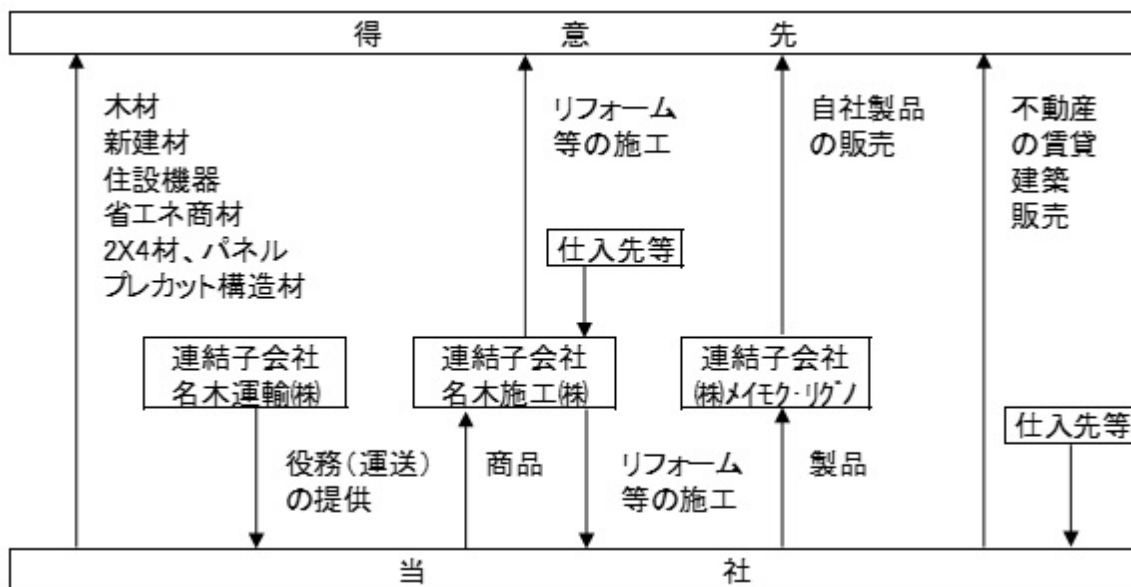 得意先
木材
新建材
住設機器
省エネ商材
2X4材、パネル
プレカット構造材
リフォーム
等の施工
自社製品
の販売
不動産
の賃貸
建築
販売
仕入先等
連結子会社
名木運輸㈱
連結子会社
名木施工㈱
連結子会社
㈱メイモク・リグノ
仕入先等
役務(運送)
の提供
商品
リフォーム
等の施工
製品
当社